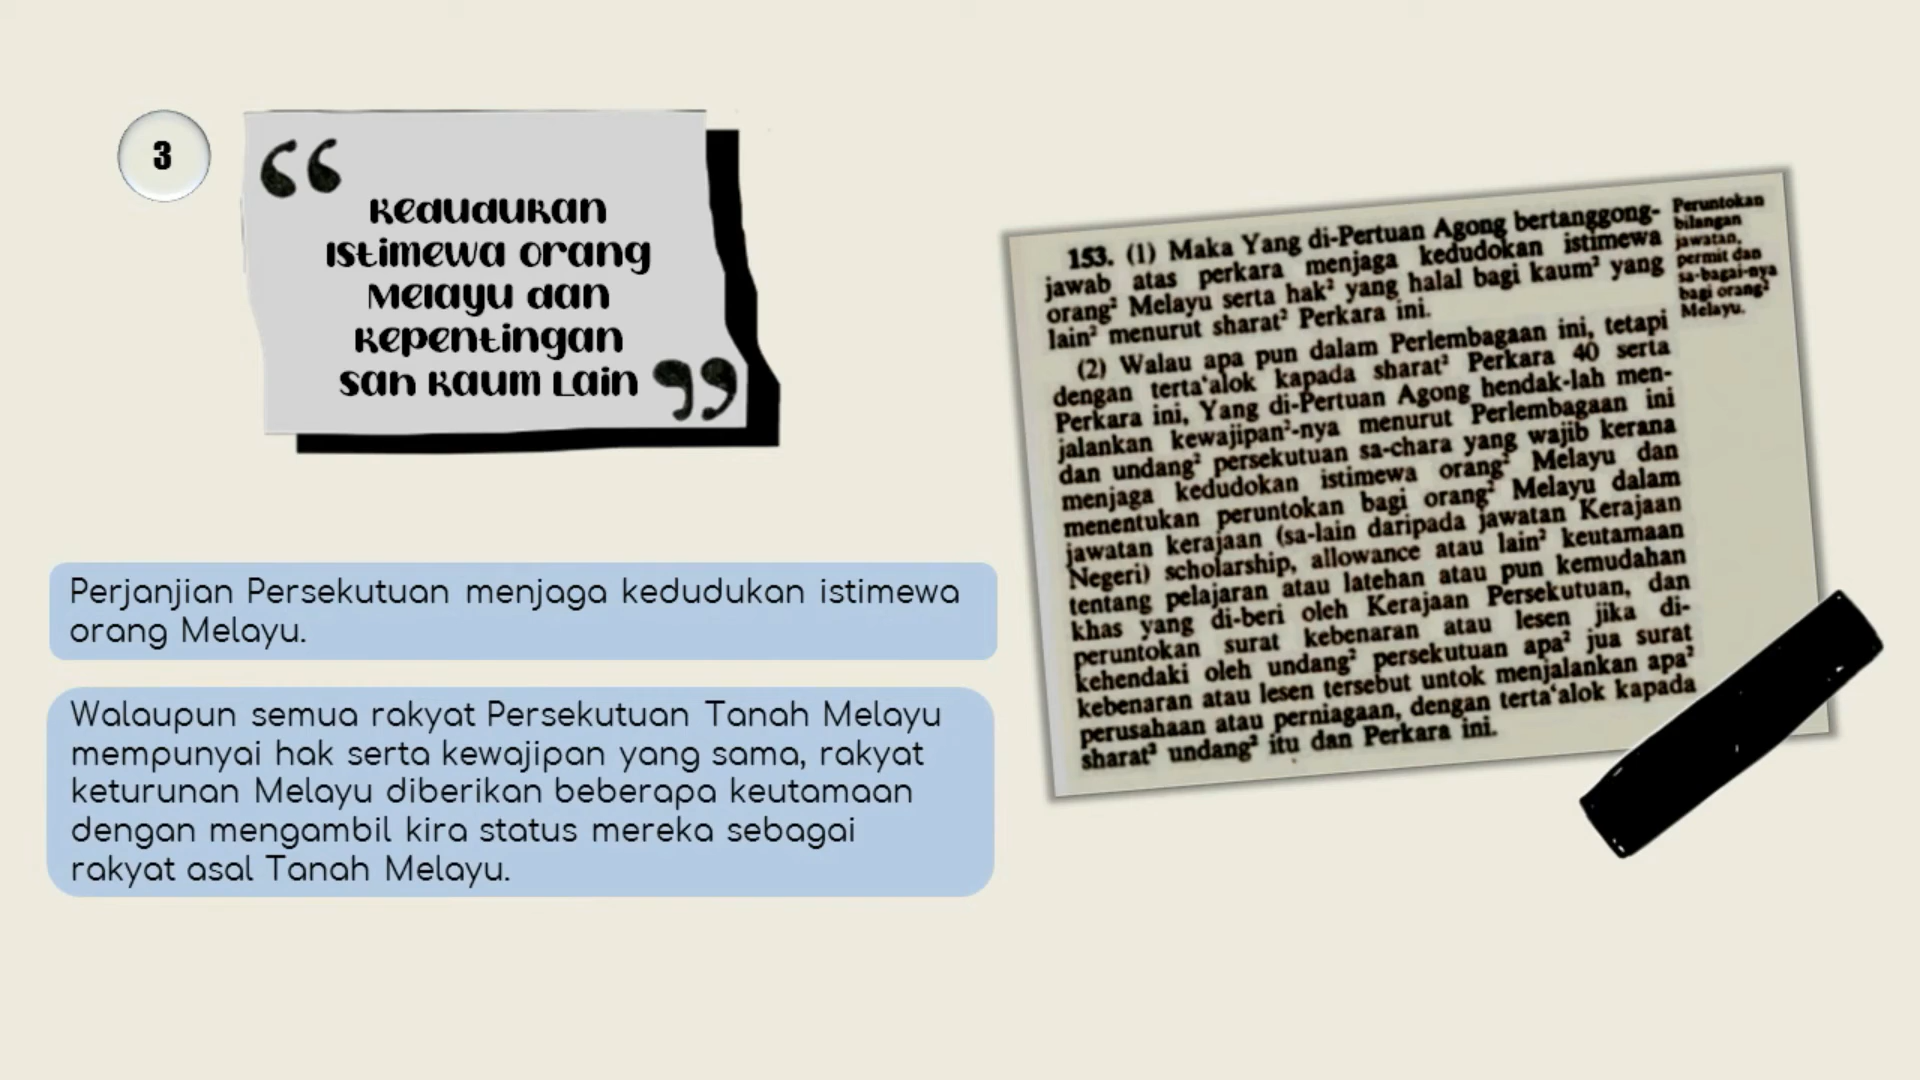 3
“
Kedudukan
Istimewa Orang
Melayu dan
Kepentingan
Sah Kaum Lain
”
Perjanjian Persekutuan menjaga kedudukan istimewa
orang Melayu.
Walaupun semua rakyat Persekutuan Tanah Melayu
mempunyai hak serta kewajipan yang sama, rakyat
keturunan Melayu diberikan beberapa keutamaan
dengan mengambil kira status mereka sebagai
rakyat asal Tanah Melayu.
153. (1) Maka Yang di-Pertuan Agong bertanggong-
jawab atas perkara menjaga kedudokan istimewa
orang² Melayu serta hak² yang halal bagi kaum² yang
lain² menurut sharat² Perkara ini.
(2) Walau apa pun dalam Perlembagaan ini, tetapi
dengan terta‘alok kapada sharat² Perkara 40 serta
Perkara ini, Yang di-Pertuan Agong hendak-lah men-
jalankan kewajipan²-nya menurut Perlembagaan ini
dan undang² persekutuan sa-chara yang wajib kerana
menjaga kedudokan istimewa orang² Melayu dan
menentukan peruntokan bagi orang² Melayu dalam
jawatan kerajaan (sa-lain daripada jawatan Kerajaan
Negeri) scholarship, allowance atau lain² keutamaan
tentang pelajaran atau latehan atau pun kemudahan
khas yang di-beri oleh Kerajaan Persekutuan, dan
peruntokan surat kebenaran atau lesen jika di-
kehendaki oleh undang² persekutuan apa² jua surat
kebenaran atau lesen tersebut untok menjalankan apa²
perusahaan atau perniagaan, dengan terta‘alok kapada
sharat² undang² itu dan Perkara ini.
Peruntokan
bilangan
jawatan,
permit dan
sa-bagai-nya
bagi orang²
Melayu.